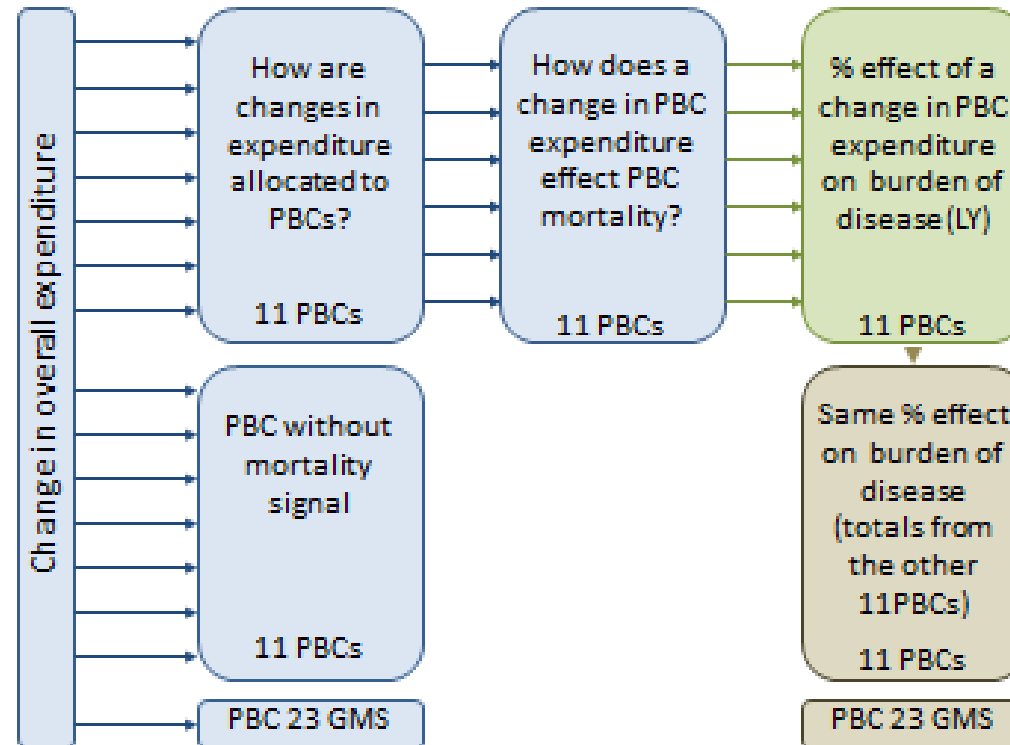 Change in overall expenditure
How are
changes in
expenditure
allocated to
PBCs?
11 PBCs
How does a
change in PBC
expenditure
effect PBC
mortality?
11 PBCs
% effect of a
change in PBC
expenditure
on burden of
disease (LY)
11 PBCs
PBC without
mortality
signal
11 PBCs
Same % effect
on burden of
disease
(totals from
the other
11PBCs)
11 PBCs
PBC 23 GMS
PBC 23 GMS